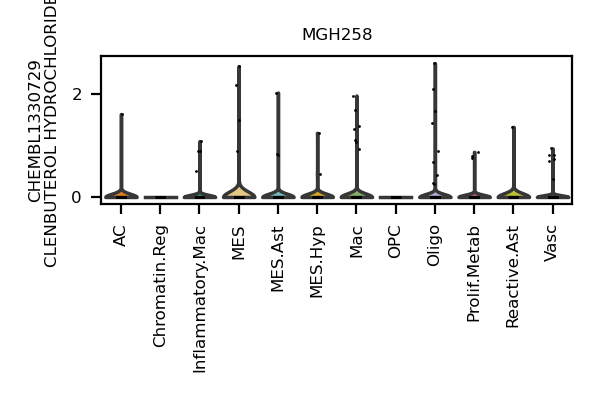 MGH258
CHEMBL1330729
CLENBUTEROL HYDROCHLORIDE
2
0
AC
Chromatin.Reg
Inflammatory.Mac
MES
MES.Ast
MES.Hyp
Mac
OPC
Oligo
Prolif.Metab
Reactive.Ast
Vasc